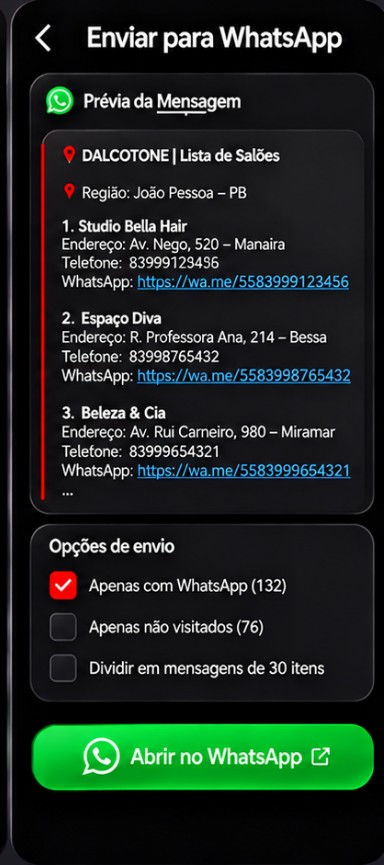 Enviar para WhatsApp
Prévia da Mensagem
DALCOTONE | Lista de Salões
Região: João Pessoa – PB
1. Studio Bella Hair
Endereço: Av. Nego, 520 – Manaira
Telefone: 83999123456
WhatsApp: https://wa.me/5583999123456
2. Espaço Diva
Endereço: R. Professora Ana, 214 – Bessa
Telefone: 83998765432
WhatsApp: https://wa.me/5583998765432
3. Beleza & Cia
Endereço: Av. Rui Carneiro, 980 – Miramar
Telefone: 83999654321
WhatsApp: https://wa.me/5583999654321
...
Opções de envio
Apenas com WhatsApp (132)
Apenas não visitados (76)
Dividir em mensagens de 30 itens
Abrir no WhatsApp